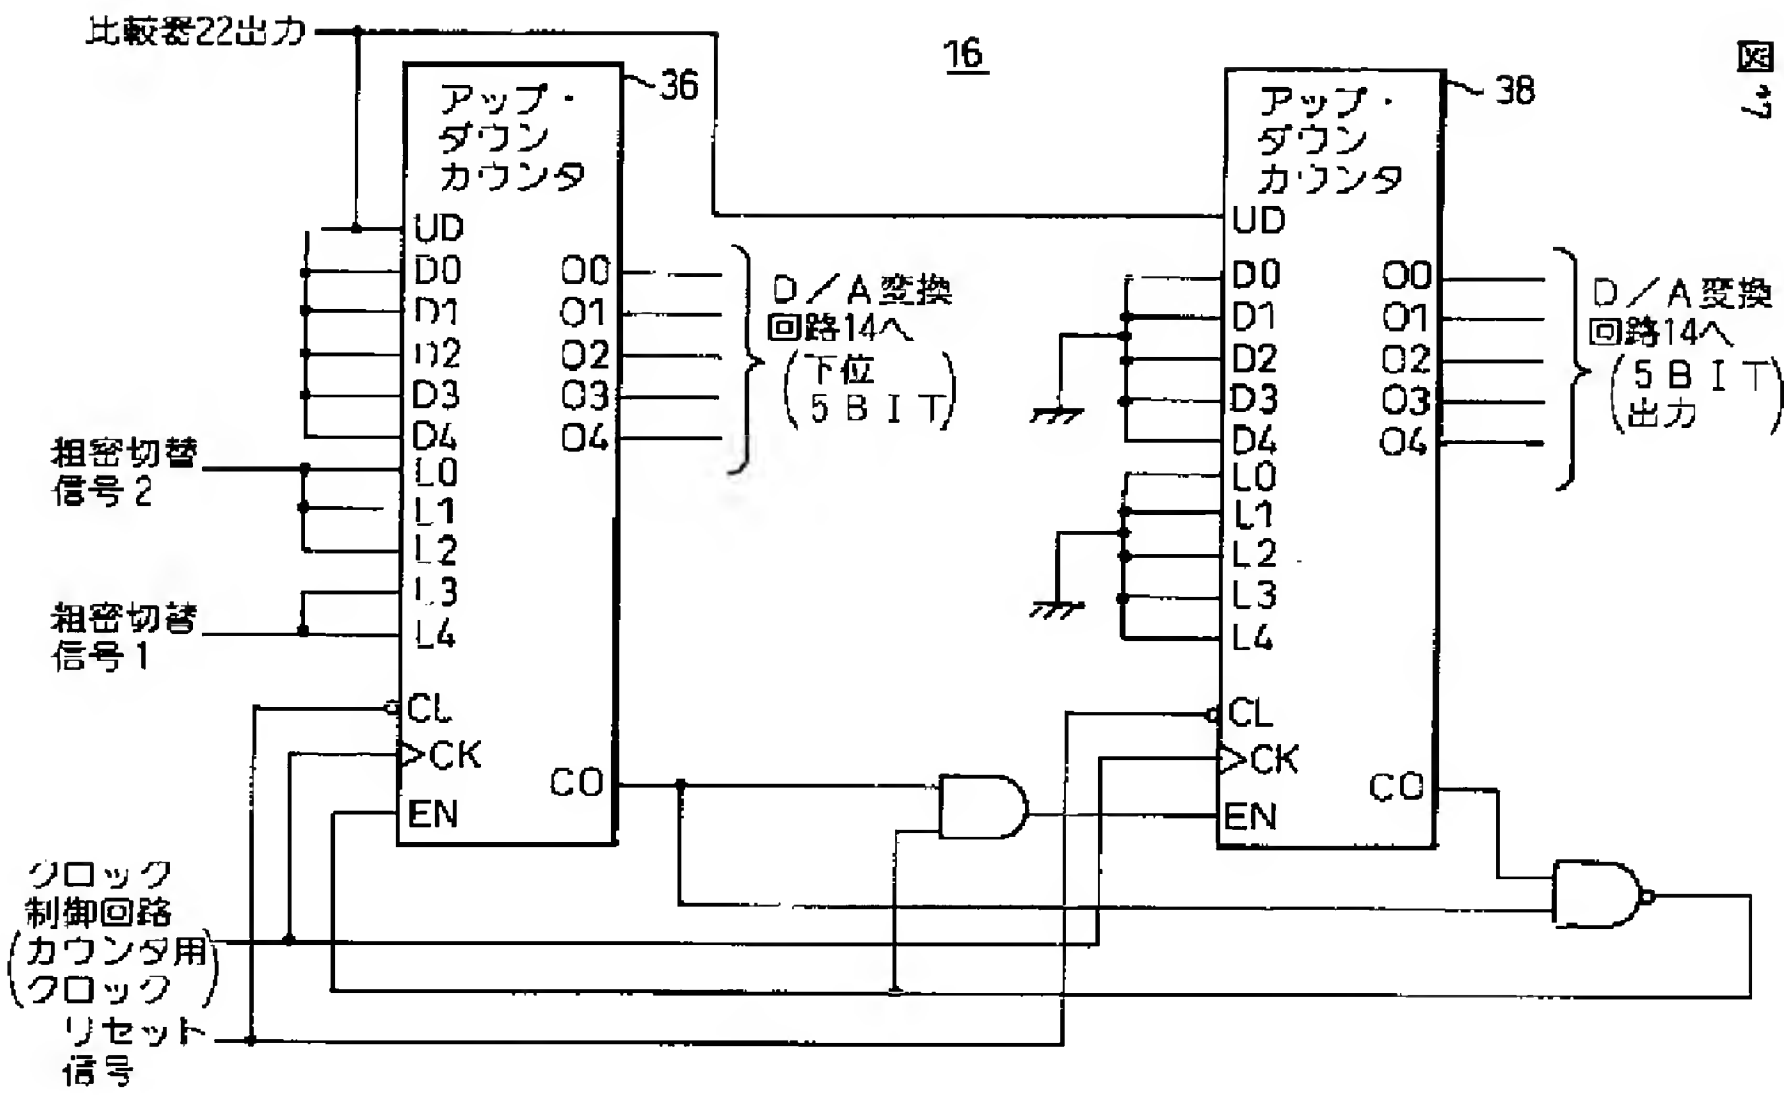 比較器22出力
16
図17
36
アップ・
ダウン
カウンタ
UD
D0
D1
D2
D3
D4
L0
L1
L2
L3
L4
CL
CK
EN
O0
O1
O2
O3
O4
CO
D/A変換
回路14へ
(下位
5BIT)
粗密切替
信号2
粗密切替
信号1
クロック
制御回路
(カウンタ用
クロック)
リセット
信号
38
アップ・
ダウン
カウンタ
UD
D0
D1
D2
D3
D4
L0
L1
L2
L3
L4
CL
CK
EN
O0
O1
O2
O3
O4
CO
D/A変換
回路14へ
(5BIT
出力)